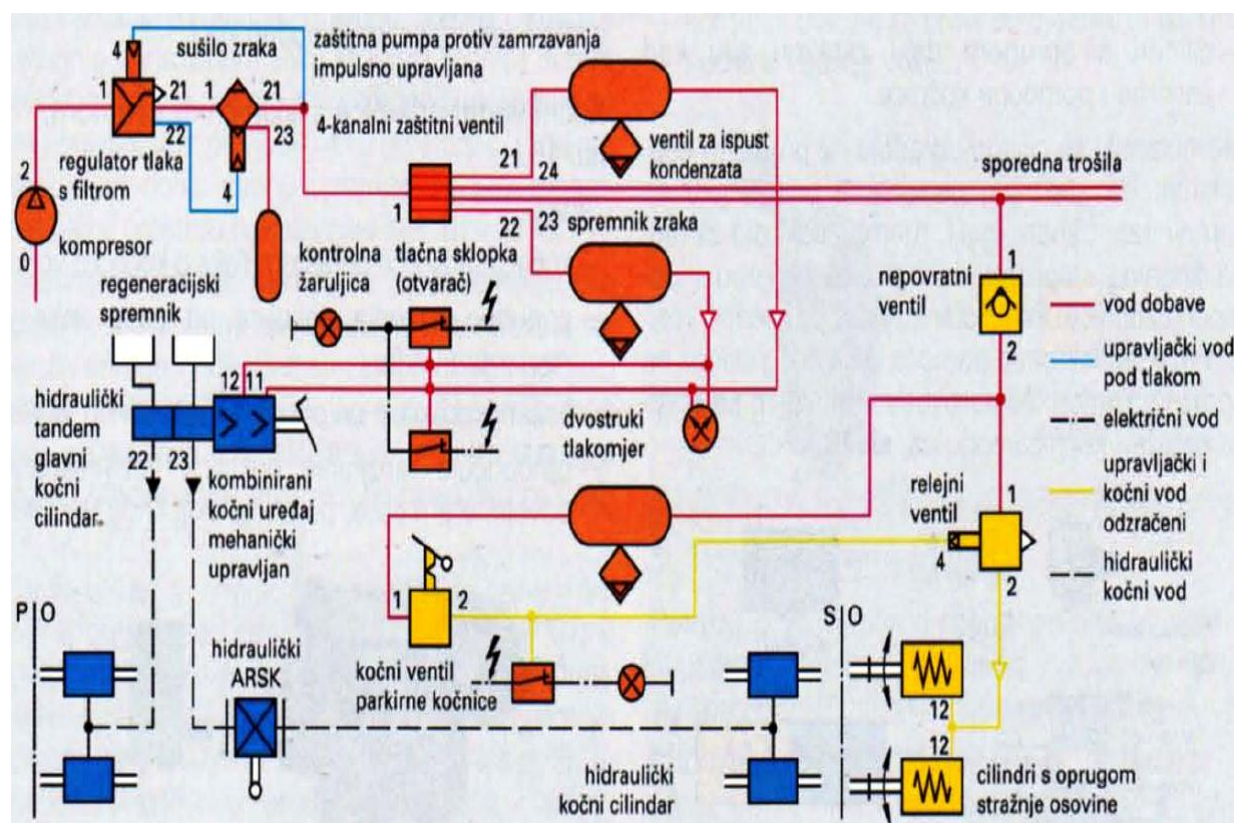 4
sušilo zraka
zaštitna pumpa protiv zamrzavanja
impulsno upravljana
1
21
1
21
22
23
4-kanalni zaštitni ventil
21
24
ventil za ispust
kondenzata
sporedna trošila
regulator tlaka
s filtrom
4
2
1
22
23
spremnik zraka
kompresor
0
kontrolna
žaruljica
tlačna sklopka
(otvarač)
regeneracijski
spremnik
1
nepovratni
ventil
2
vod dobave
upravljački vod
pod tlakom
električni vod
upravljački i
kočni vod
odzračeni
hidraulički
kočni vod
12
11
hidraulički
tandem
glavni
kočni
cilindar.
22
23
kombinirani
kočni uređaj
mehanički
upravljan
dvostruki
tlakomjer
relejni
ventil
1
4
2
1
2
PIO
SIO
hidraulički
ARSK
kočni ventil
parkirne kočnice
12
12
hidraulički
kočni cilindar
cilindri s oprugom
stražnje osovine